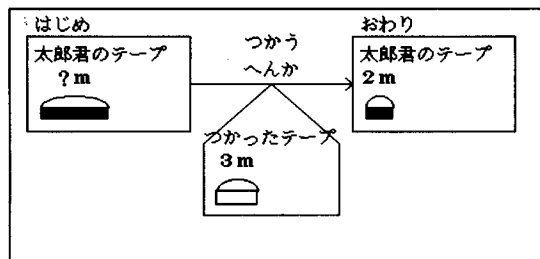 はじめ
太郎君のテープ
?m
つかう
へんか
おわり
太郎君のテープ
2m
つかったテープ
3m